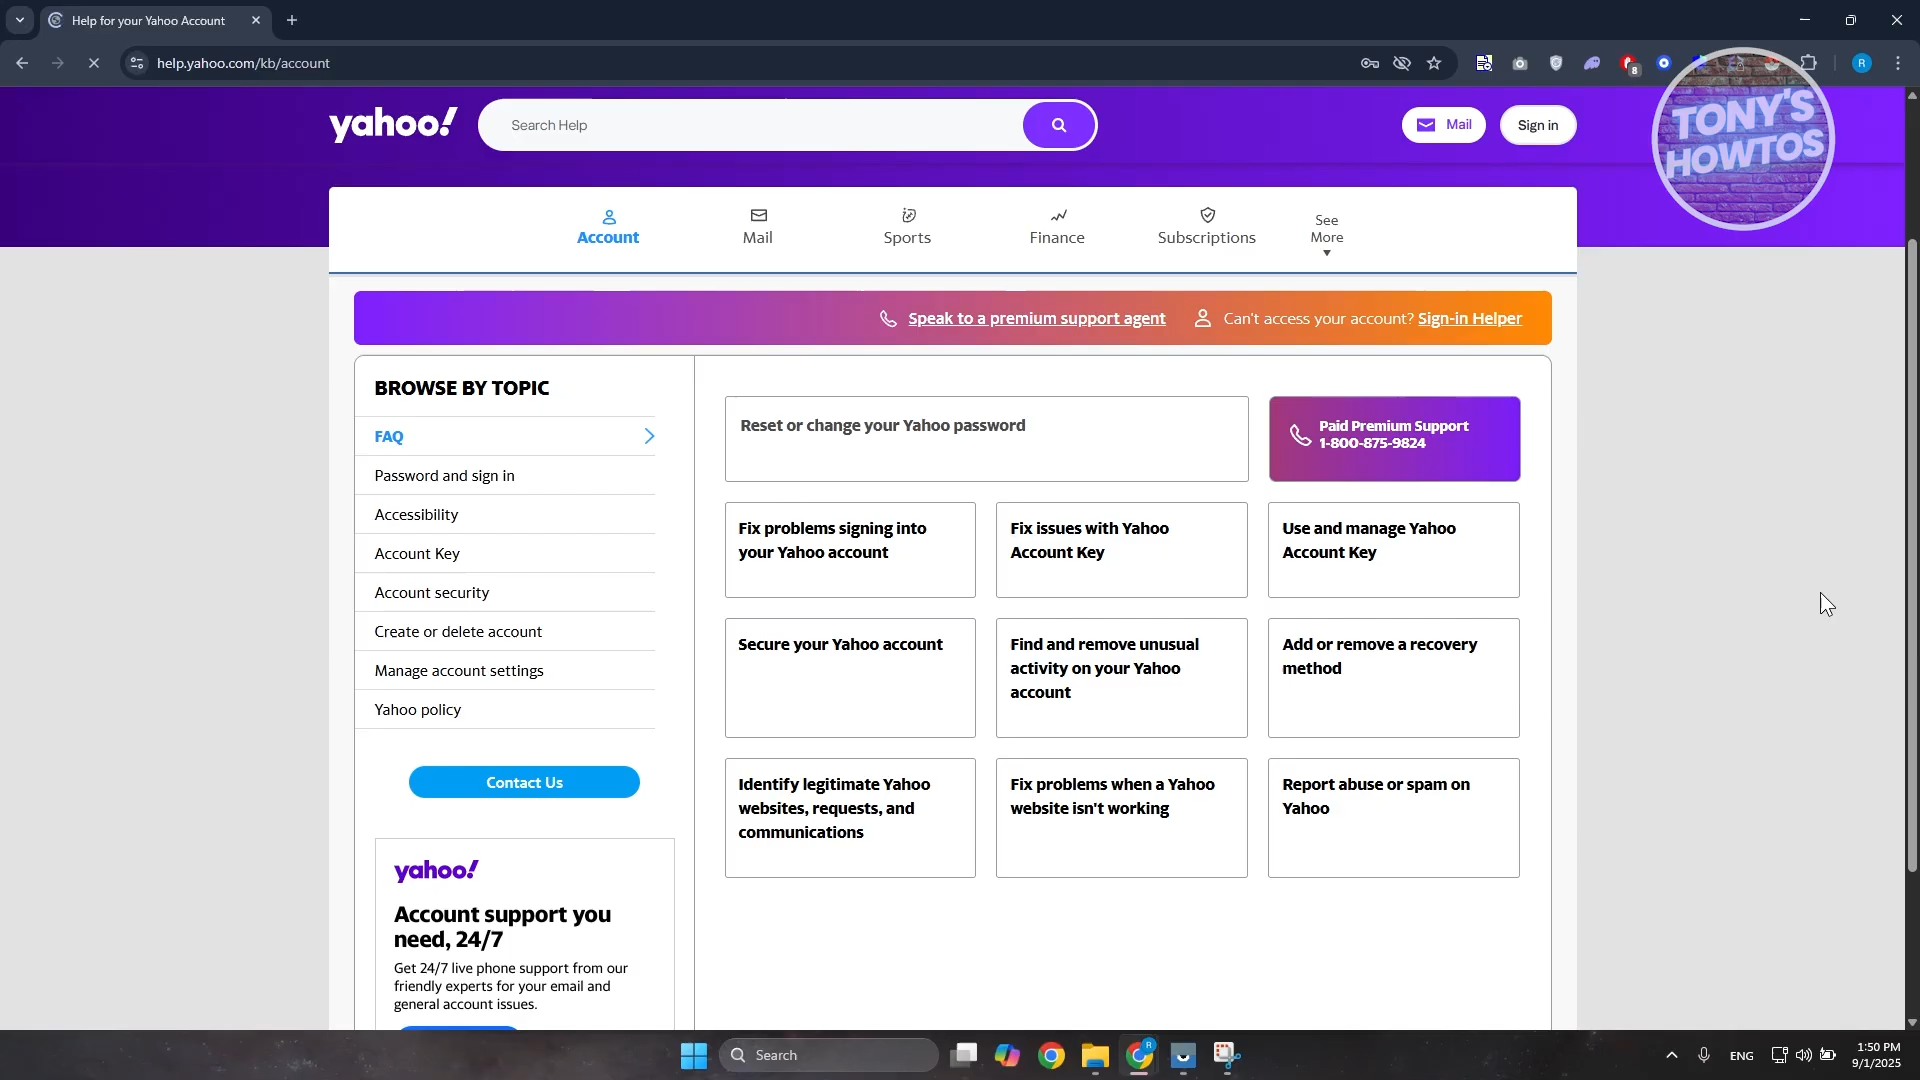 Help for your Yahoo Account
help.yahoo.com/kb/account
8
R
TONY'S
HOWTOS
yahoo!
Search Help
Mail
Sign in
Account
Mail
Sports
Finance
Subscriptions
See
More
Speak to a premium support agent
Can't access your account? Sign-in Helper
BROWSE BY TOPIC
FAQ
Password and sign in
Accessibility
Account Key
Account security
Create or delete account
Manage account settings
Yahoo policy
Contact Us
yahoo!
Account support you
need, 24/7
Get 24/7 live phone support from our
friendly experts for your email and
general account issues.
Reset or change your Yahoo password
Paid Premium Support
1-800-875-9824
Fix problems signing into
your Yahoo account
Fix issues with Yahoo
Account Key
Use and manage Yahoo
Account Key
Secure your Yahoo account
Find and remove unusual
activity on your Yahoo
account
Add or remove a recovery
method
Identify legitimate Yahoo
websites, requests, and
communications
Fix problems when a Yahoo
website isn't working
Report abuse or spam on
Yahoo
Search
R
ENG
1:50 PM
9/1/2025